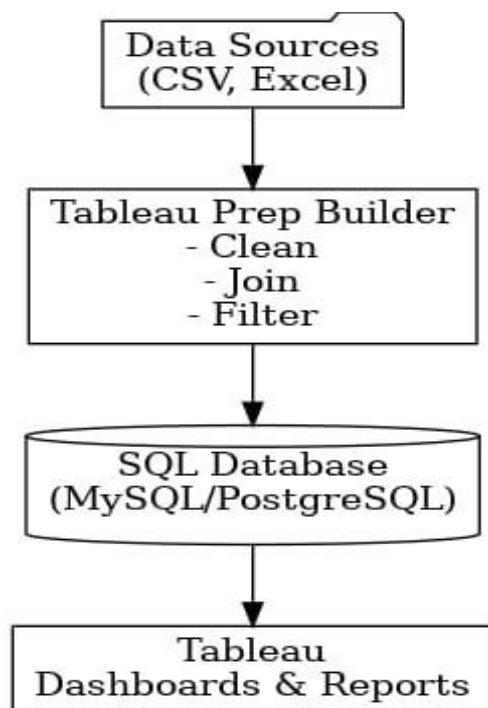 Data Sources
(CSV, Excel)
Tableau Prep Builder
- Clean
- Join
- Filter
SQL Database
(MySQL/PostgreSQL)
Tableau
Dashboards & Reports